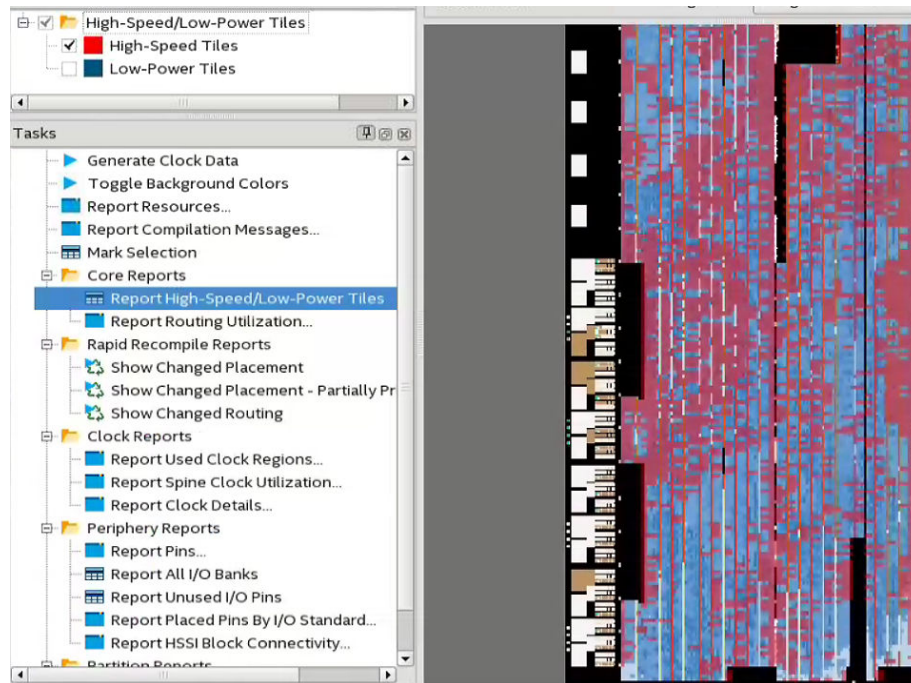 High-Speed/Low-Power Tiles
High-Speed Tiles
Low-Power Tiles
Tasks
Generate Clock Data
Toggle Background Colors
Report Resources...
Report Compilation Messages...
Mark Selection
Core Reports
Report High-Speed/Low-Power Tiles
Report Routing Utilization...
Rapid Recompile Reports
Show Changed Placement
Show Changed Placement - Partially Pr
Show Changed Routing
Clock Reports
Report Used Clock Regions...
Report Spine Clock Utilization...
Report Clock Details...
Periphery Reports
Report Pins...
Report All I/O Banks
Report Unused I/O Pins
Report Placed Pins By I/O Standard...
Report HSSI Block Connectivity...
Partition Reports